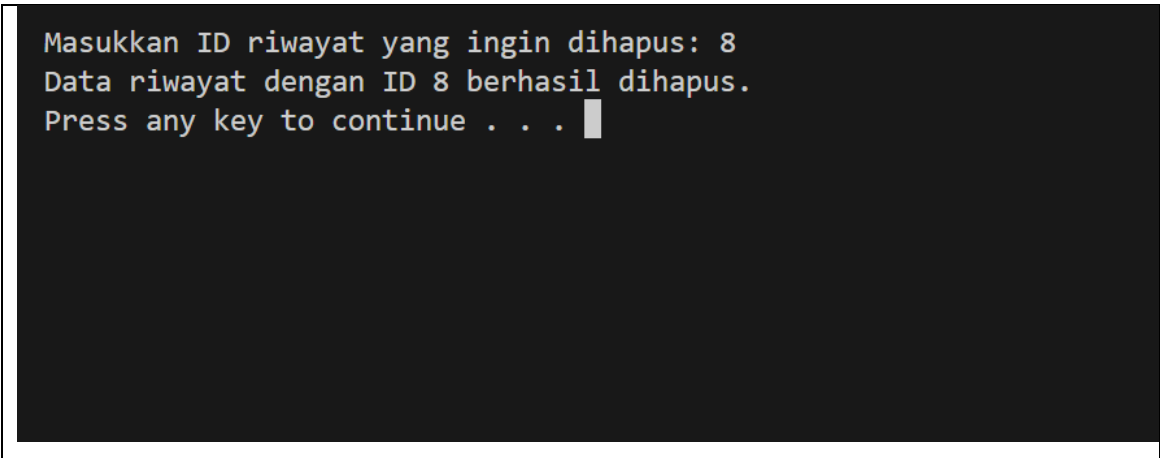 Masukkan ID riwayat yang ingin dihapus: 8
Data riwayat dengan ID 8 berhasil dihapus.
Press any key to continue . . .